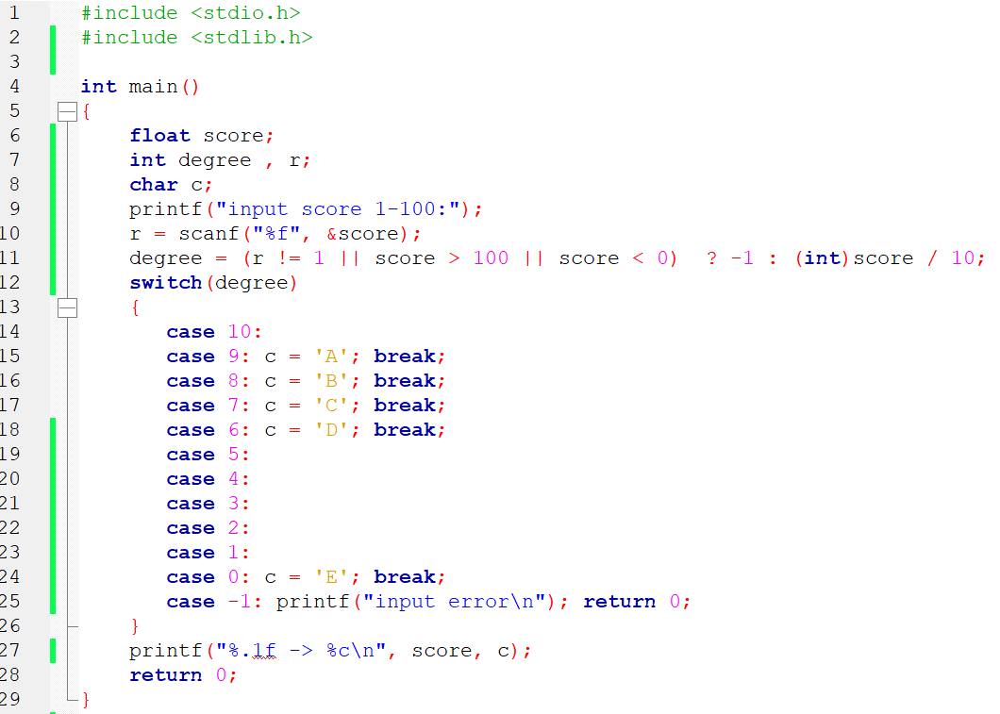 1 #include <stdio.h>
2 #include <stdlib.h>
3
4 int main()
5 {
6     float score;
7     int degree , r;
8     char c;
9     printf("input score 1-100:");
10     r = scanf("%f", &score);
11     degree = (r != 1 || score > 100 || score < 0)  ? -1 : (int)score / 10;
12     switch(degree)
13     {
14        case 10:
15        case 9: c = 'A'; break;
16        case 8: c = 'B'; break;
17        case 7: c = 'C'; break;
18        case 6: c = 'D'; break;
19        case 5:
20        case 4:
21        case 3:
22        case 2:
23        case 1:
24        case 0: c = 'E'; break;
25        case -1: printf("input error\n"); return 0;
26     }
27     printf("%.1f -> %c\n", score, c);
28     return 0;
29 }